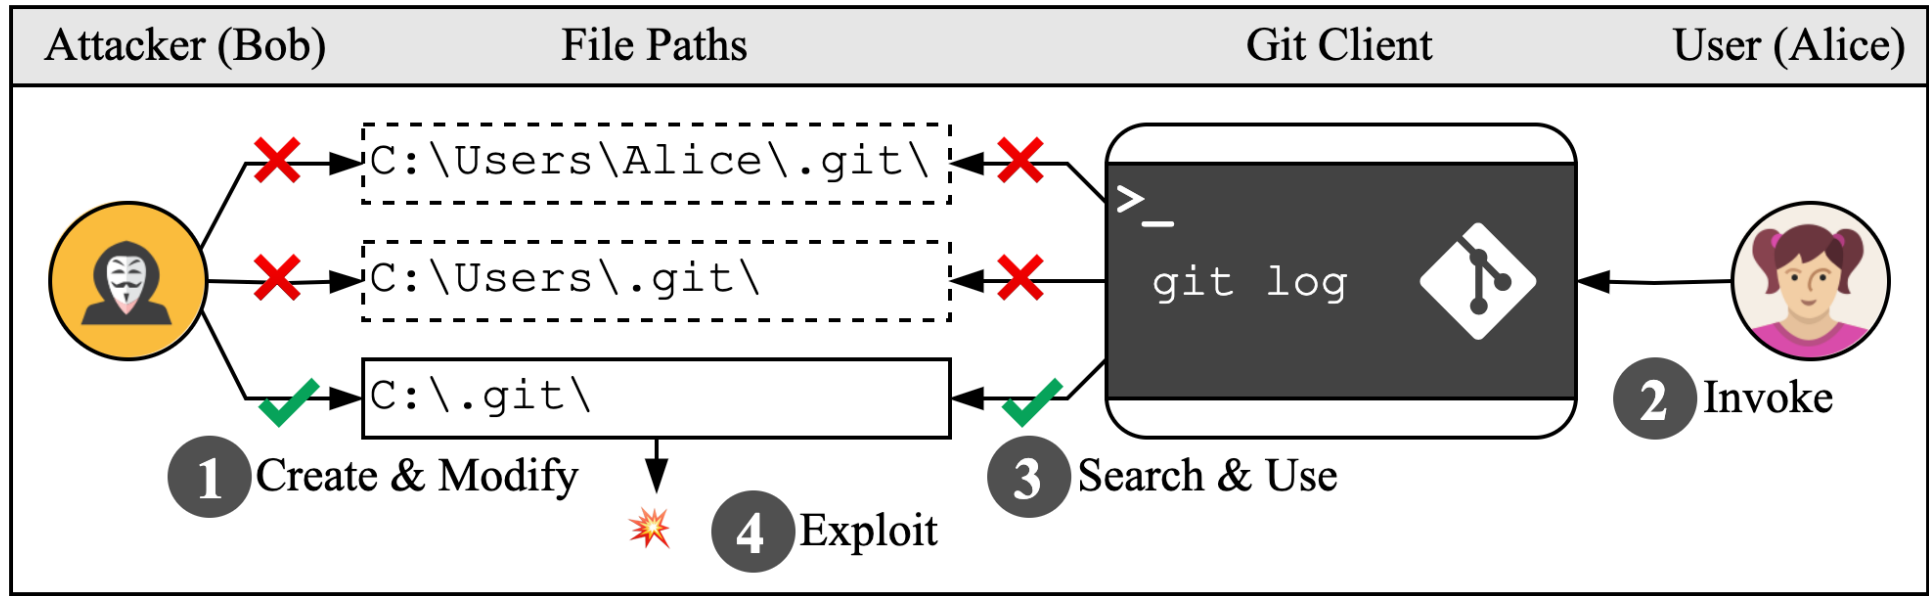 Attacker (Bob) File Paths Git Client User (Alice)
C:\Users\Alice\.git\
C:\Users\.git\
C:\.git\
>_
git log
1 Create & Modify
2 Invoke
3 Search & Use
4 Exploit